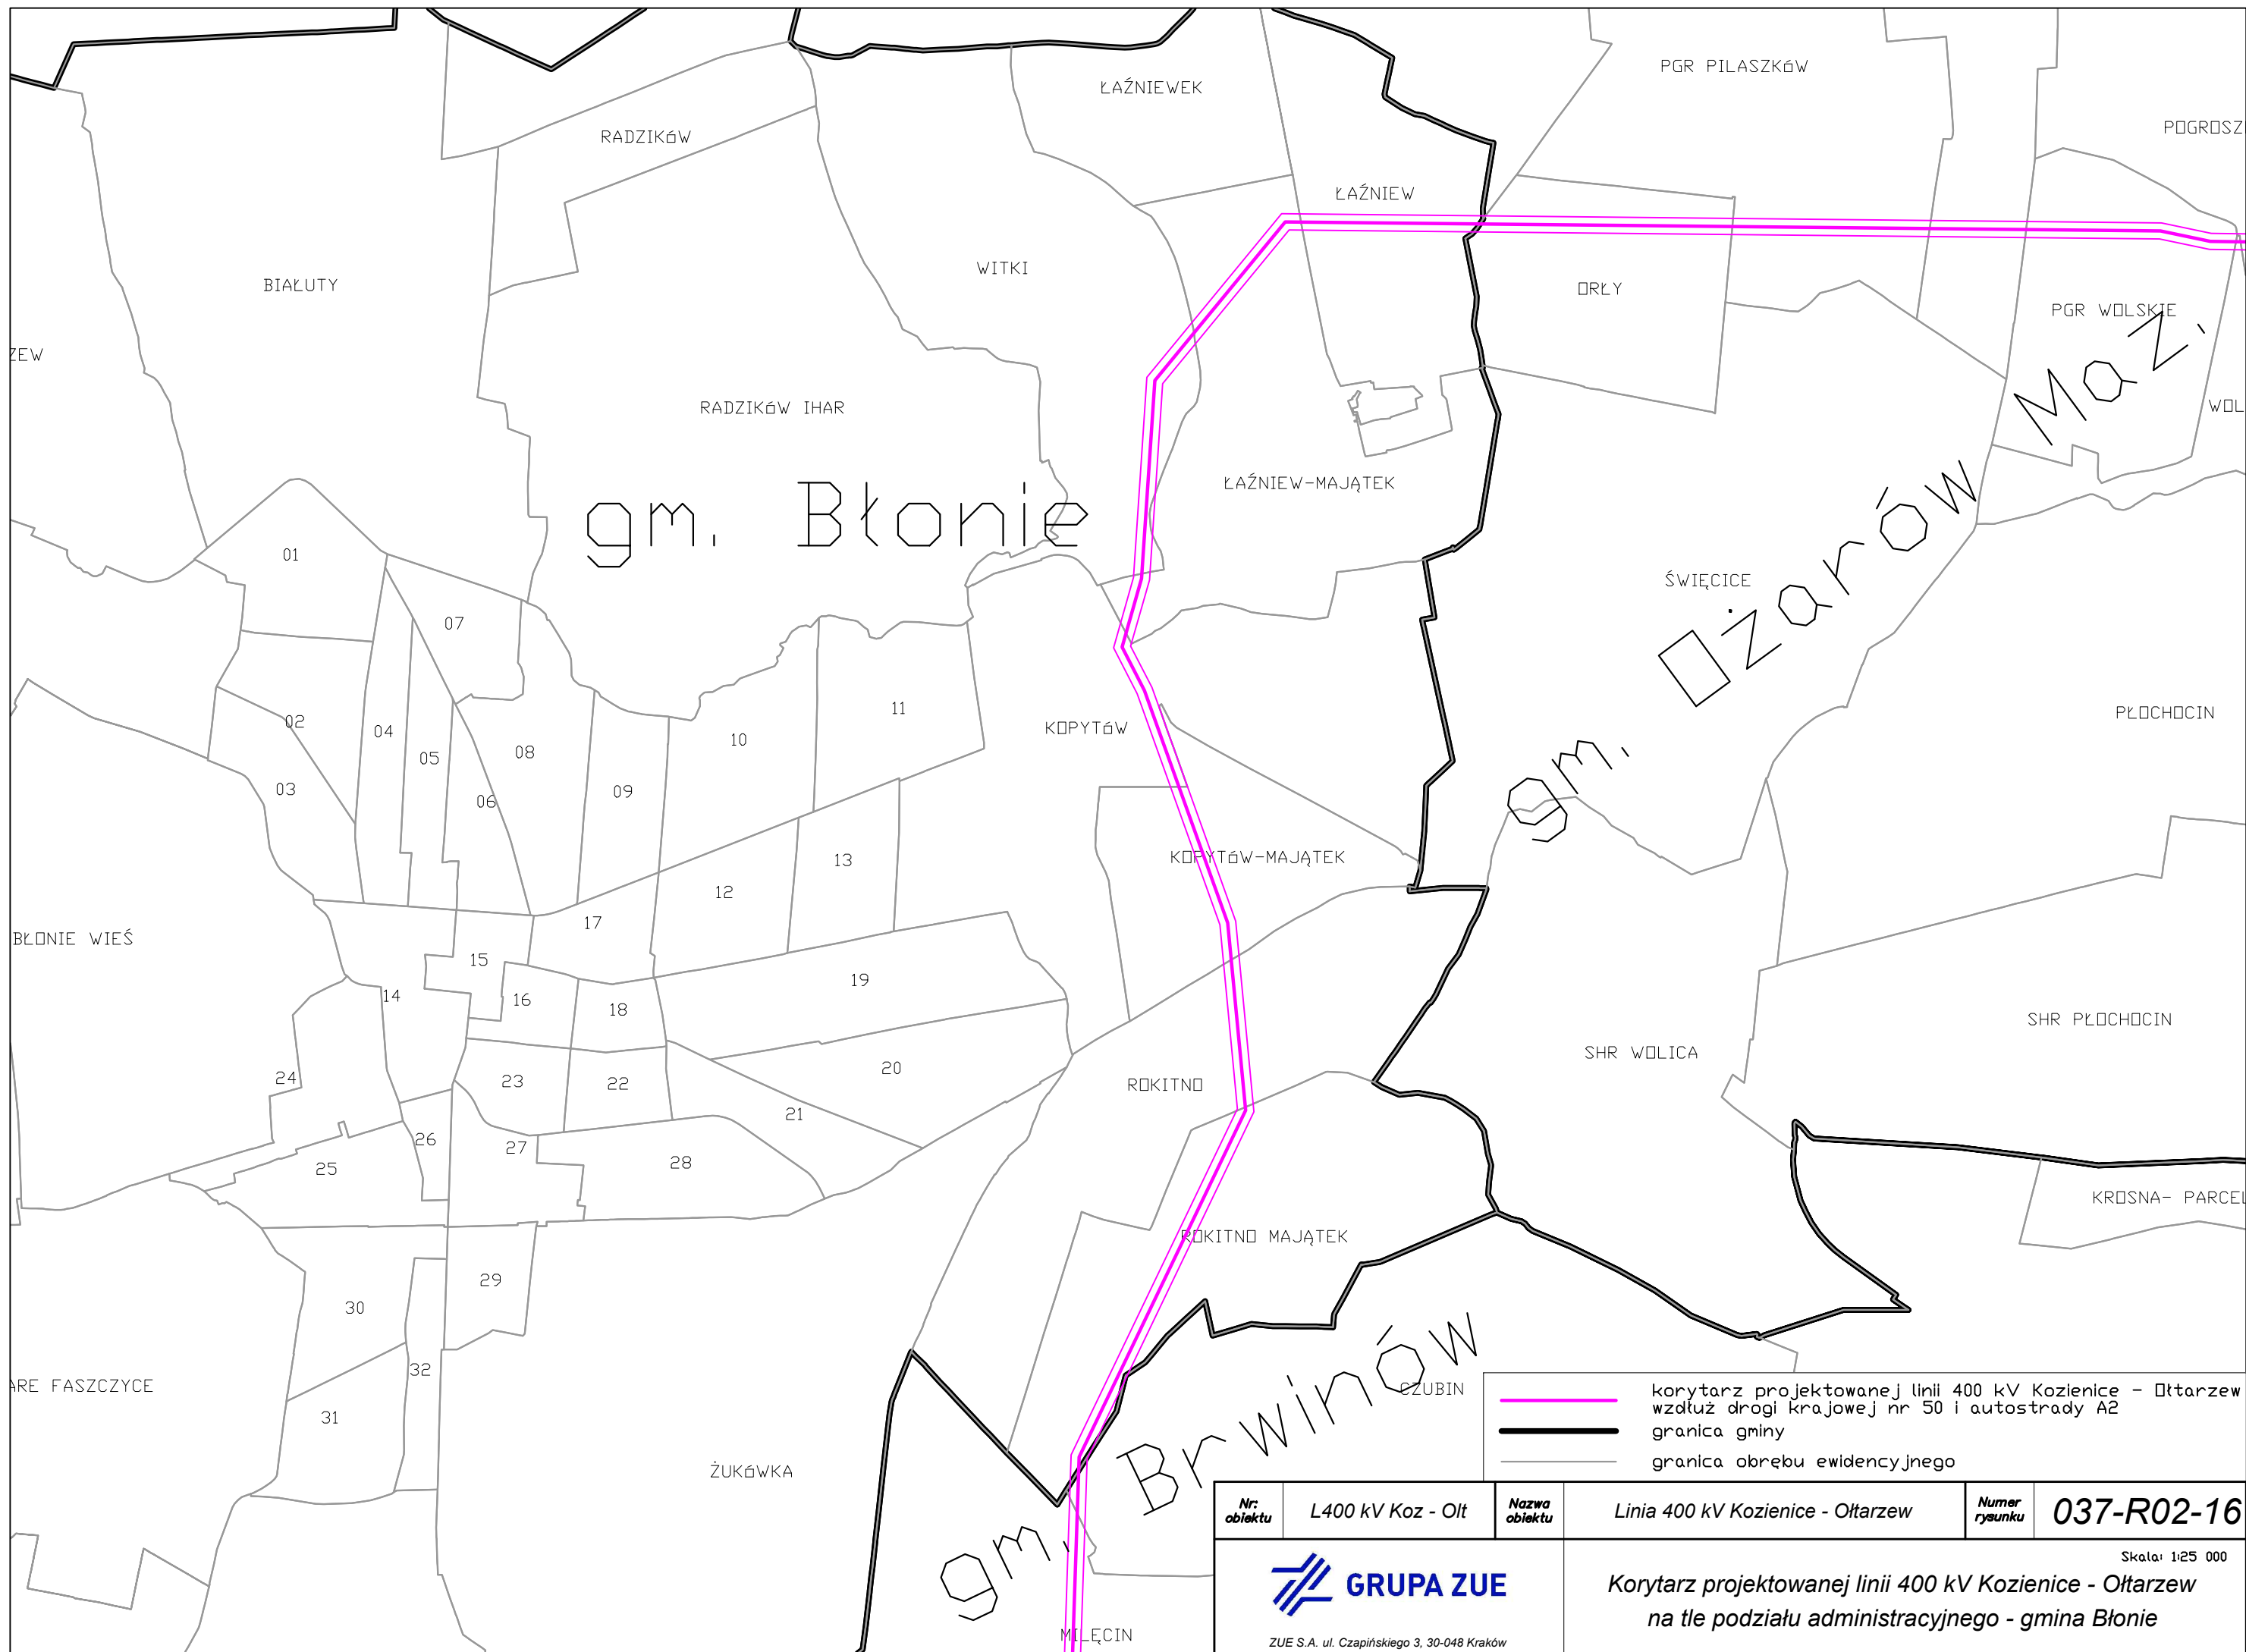 PGR PILASZKóW
ŁAŹNIEWEK
POGROSZ
RADZIKóW
ŁAŹNIEW
WITKI
BIAŁUTY
ORŁY
PGR WOLSKIE
ZEW
RADZIKóW IHAR
WOL
ŁAŹNIEW-MAJĄTEK
gm. Błonie
gm. Ożarów Maz.
01
ŚWIĘCICE
07
11
PŁOCHOCIN
02
04
10
KOPYTóW
05
08
03
06
09
13
KOPYTóW-MAJĄTEK
12
17
BŁONIE WIEŚ
15
19
14
16
18
SHR PŁOCHOCIN
SHR WOLICA
24
23
22
20
ROKITNO
21
26
27
25
28
KROSNA- PARCEL
ROKITNO MAJĄTEK
29
30
32
ARE FASZCZYCE
CZUBIN
31
ŻUKóWKA
gm. Brwinów
MILĘCIN
korytarz projektowanej linii 400 kV Kozienice - Ołtarzew
wzdłuż drogi krajowej nr 50 i autostrady A2
granica gminy
granica obrębu ewidencyjnego
Nr: obiektu
L400 kV Koz - Olt
Nazwa obiektu
Linia 400 kV Kozienice - Ołtarzew
Numer rysunku
037-R02-16
Skala: 1:25 000
GRUPA ZUE
Korytarz projektowanej linii 400 kV Kozienice - Ołtarzew
na tle podziału administracyjnego - gmina Błonie
ZUE S.A. ul. Czapińskiego 3, 30-048 Kraków